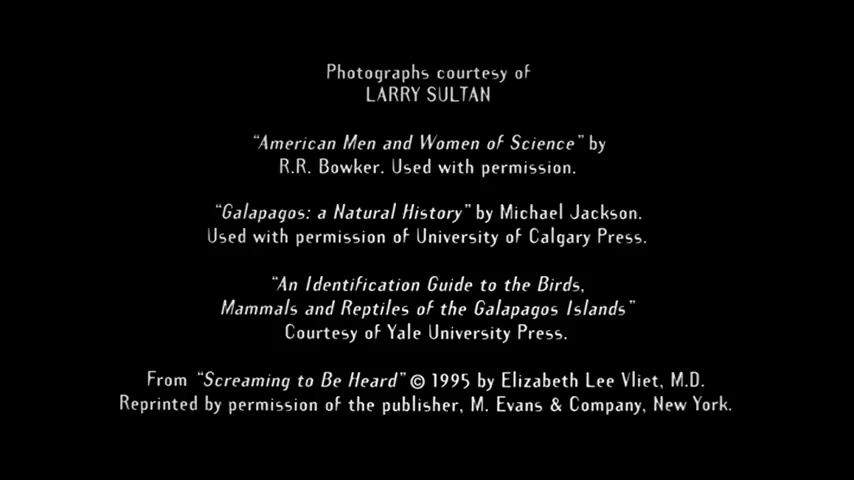 Photographs courtesy of
LARRY SULTAN
“American Men and Women of Science” by
R.R. Bowker. Used with permission.
“Galapagos: a Natural History” by Michael Jackson.
Used with permission of University of Calgary Press.
“An Identification Guide to the Birds,
Mammals and Reptiles of the Galapagos Islands”
Courtesy of Yale University Press.
From “Screaming to Be Heard” © 1995 by Elizabeth Lee Vliet, M.D.
Reprinted by permission of the publisher, M. Evans & Company, New York.